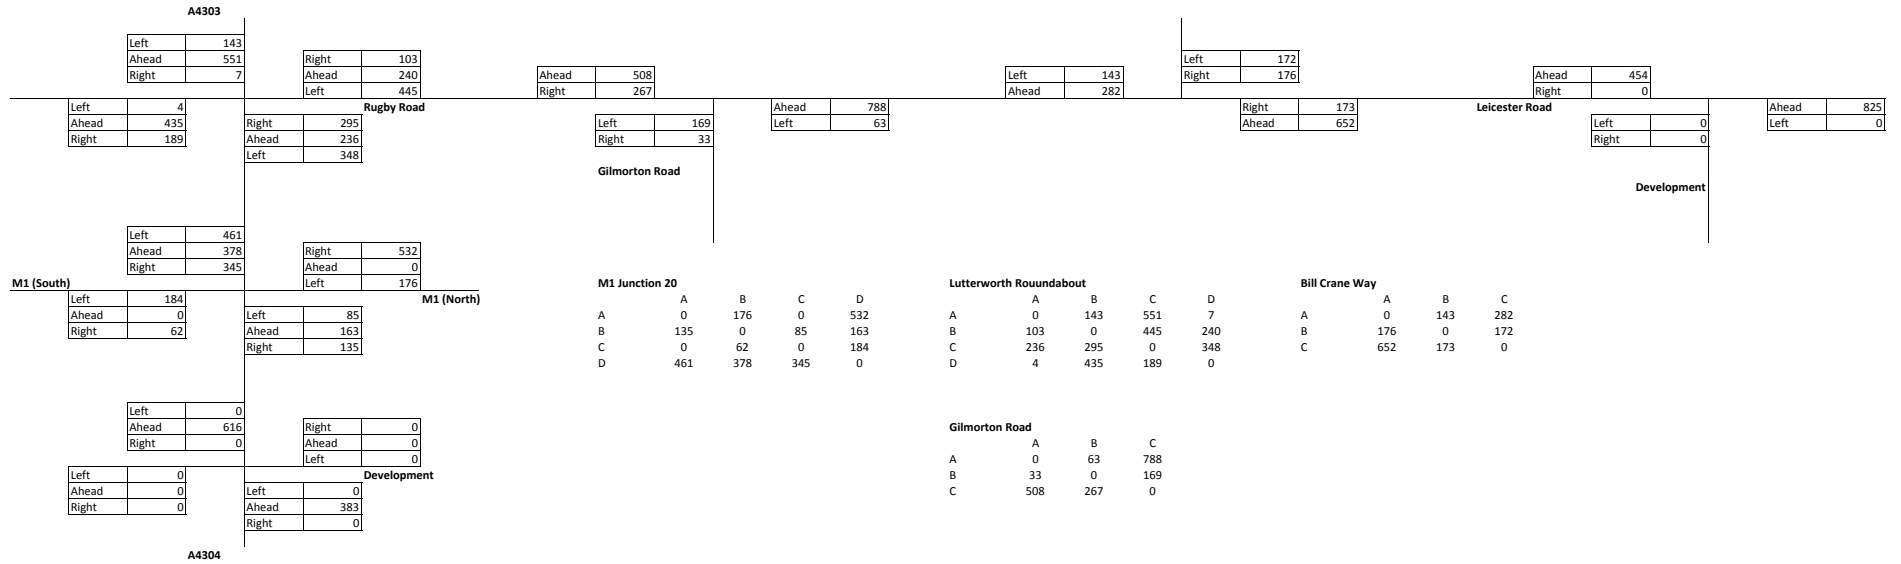 A4303
Left 143
Ahead 551 Right 103 Left 172
Right 7 Ahead 240 Ahead 508 Left 143 Right 176 Ahead 454
Left 445 Right 267 Ahead 282 Right 0
Left 4 Rugby Road Ahead 788 Right 173 Leicester Road Ahead 825
Ahead 435 Right 295 Left 169 Left 63 Ahead 652 Left 0 Left 0
Right 189 Ahead 236 Right 33 Right 0
Left 348
Gilmorton Road
Development
Left 461
Ahead 378 Right 532
Right 345 Ahead 0
M1 (South) Left 176 M1 Junction 20 Lutterworth Rouundabout Bill Crane Way
Left 184 M1 (North) A B C D A B C D A B C
Ahead 0 Left 85 A 0 176 0 532 A 0 143 551 7 A 0 143 282
Right 62 Ahead 163 B 135 0 85 163 B 103 0 445 240 B 176 0 172
Right 135 C 0 62 0 184 C 236 295 0 348 C 652 173 0
D 461 378 345 0 D 4 435 189 0
Left 0
Ahead 616 Right 0 Gilmorton Road
Right 0 Ahead 0 A B C
Left 0 A 0 63 788
Left 0 Development B 33 0 169
Ahead 0 Left 0 C 508 267 0
Right 0 Ahead 383
Right 0
A4304